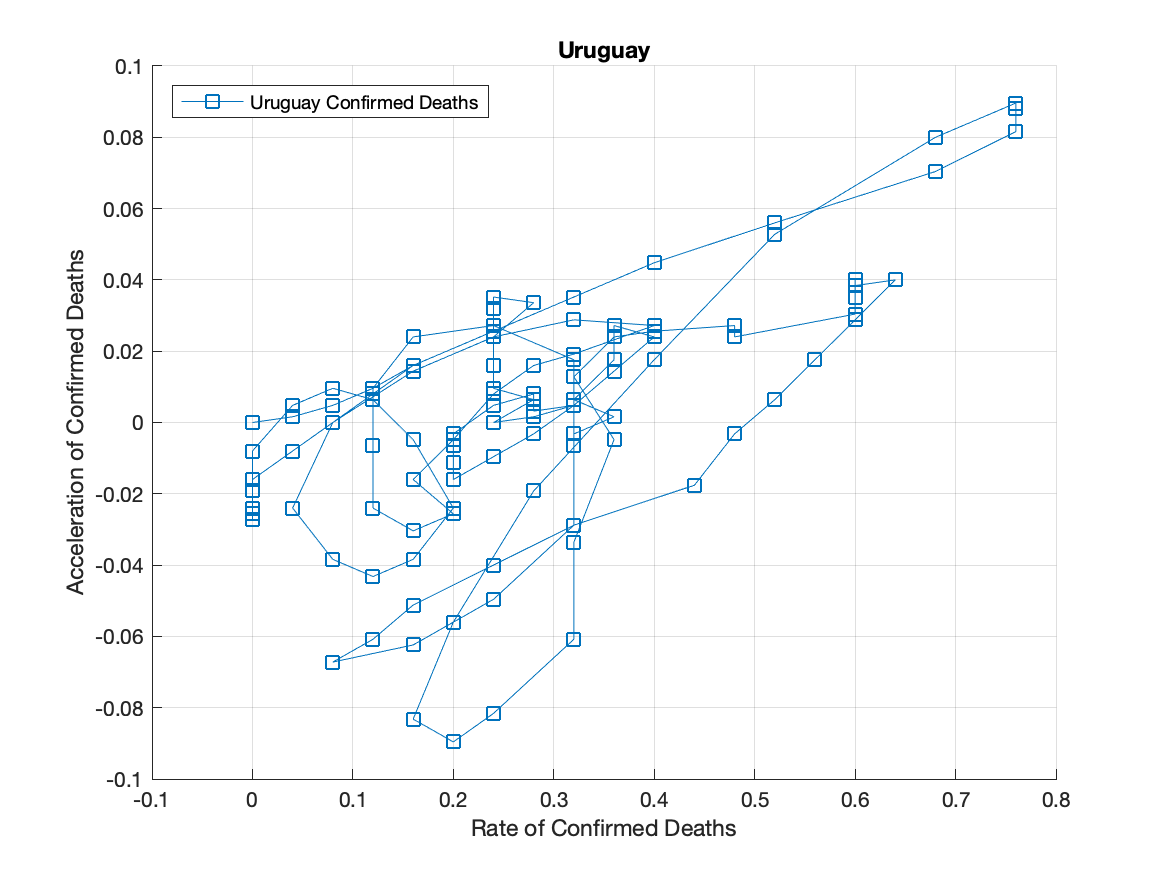 Uruguay
Uruguay Confirmed Deaths
0.1
0.08
0.06
0.04
0.02
0
-0.02
-0.04
-0.06
-0.08
-0.1
Acceleration of Confirmed Deaths
-0.1 0 0.1 0.2 0.3 0.4 0.5 0.6 0.7 0.8
Rate of Confirmed Deaths